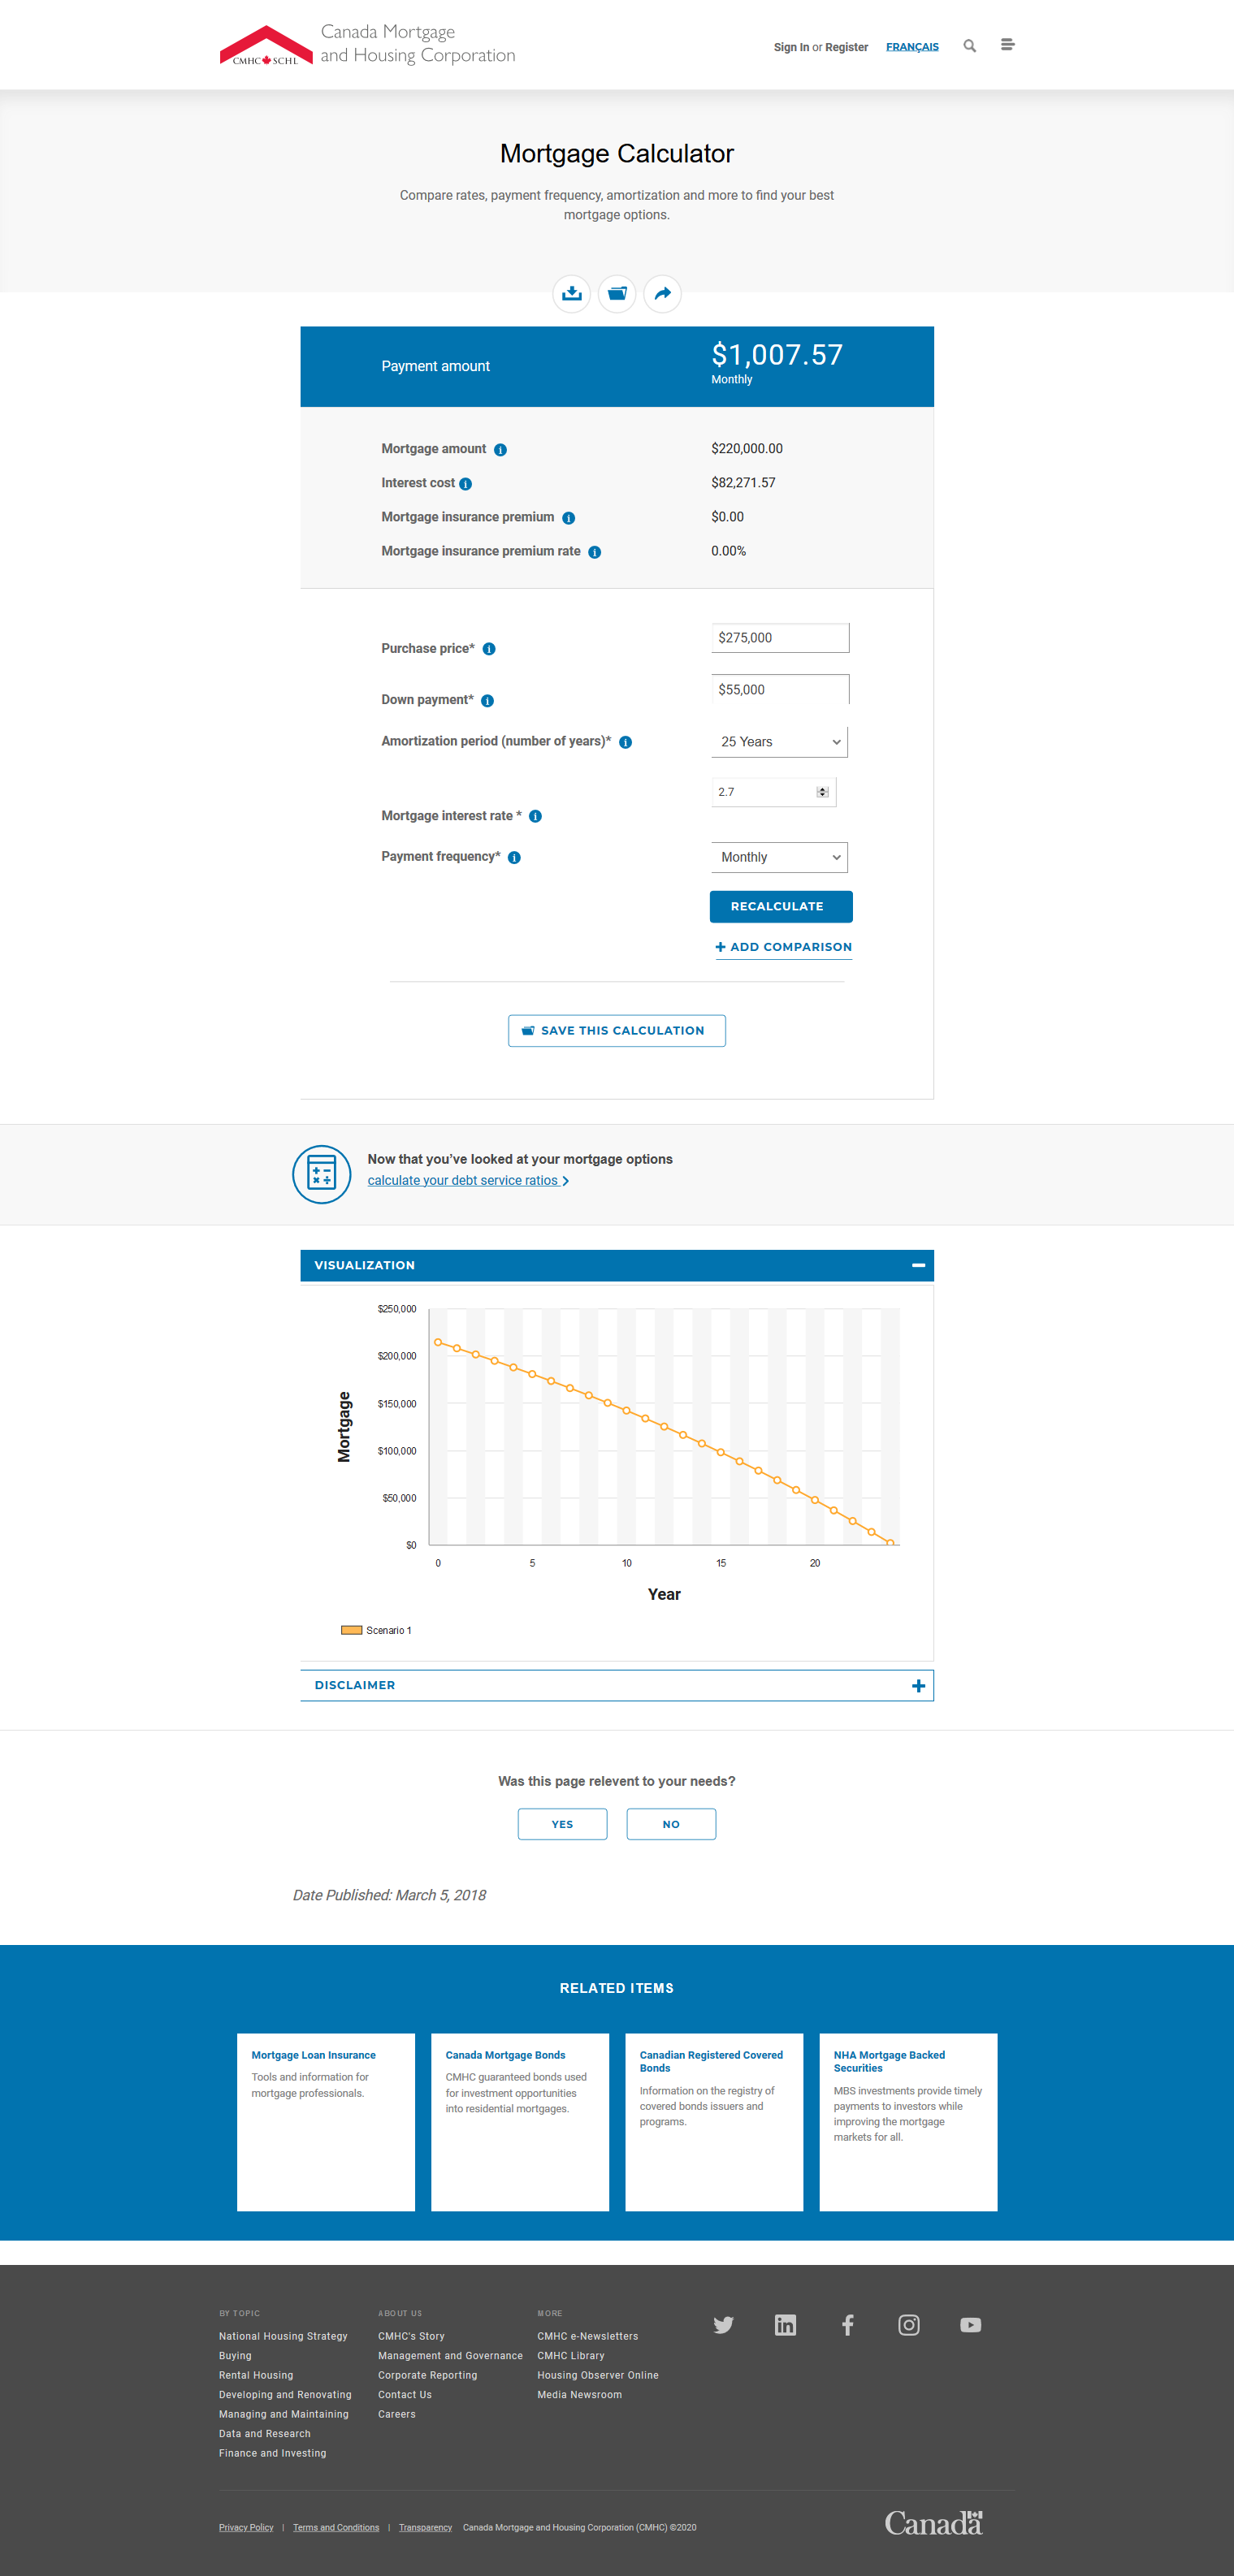 Canada Mortgage
and Housing Corporation
CMHC SCHL
Sign In or Register
FRANÇAIS
Mortgage Calculator
Compare rates, payment frequency, amortization and more to find your best
mortgage options.
Payment amount
$1,007.57
Monthly
Mortgage amount
$220,000.00
Interest cost
$82,271.57
Mortgage insurance premium
$0.00
Mortgage insurance premium rate
0.00%
Purchase price*
$275,000
Down payment*
$55,000
Amortization period (number of years)*
25 Years
Mortgage interest rate *
2.7
Payment frequency*
Monthly
RECALCULATE
+ ADD COMPARISON
SAVE THIS CALCULATION
Now that you’ve looked at your mortgage options
calculate your debt service ratios
VISUALIZATION
$250,000
$200,000
$150,000
$100,000
$50,000
$0
Mortgage
0 5 10 15 20
Year
Scenario 1
DISCLAIMER
Was this page relevent to your needs?
YES
NO
Date Published: March 5, 2018
RELATED ITEMS
Mortgage Loan Insurance
Tools and information for
mortgage professionals.
Canada Mortgage Bonds
CMHC guaranteed bonds used
for investment opportunities
into residential mortgages.
Canadian Registered Covered
Bonds
Information on the registry of
covered bonds issuers and
programs.
NHA Mortgage Backed
Securities
MBS investments provide timely
payments to investors while
improving the mortgage
markets for all.
BY TOPIC
National Housing Strategy
Buying
Rental Housing
Developing and Renovating
Managing and Maintaining
Data and Research
Finance and Investing
ABOUT US
CMHC's Story
Management and Governance
Corporate Reporting
Contact Us
Careers
MORE
CMHC e-Newsletters
CMHC Library
Housing Observer Online
Media Newsroom
Privacy Policy | Terms and Conditions | Transparency Canada Mortgage and Housing Corporation (CMHC) ©2020
Canada